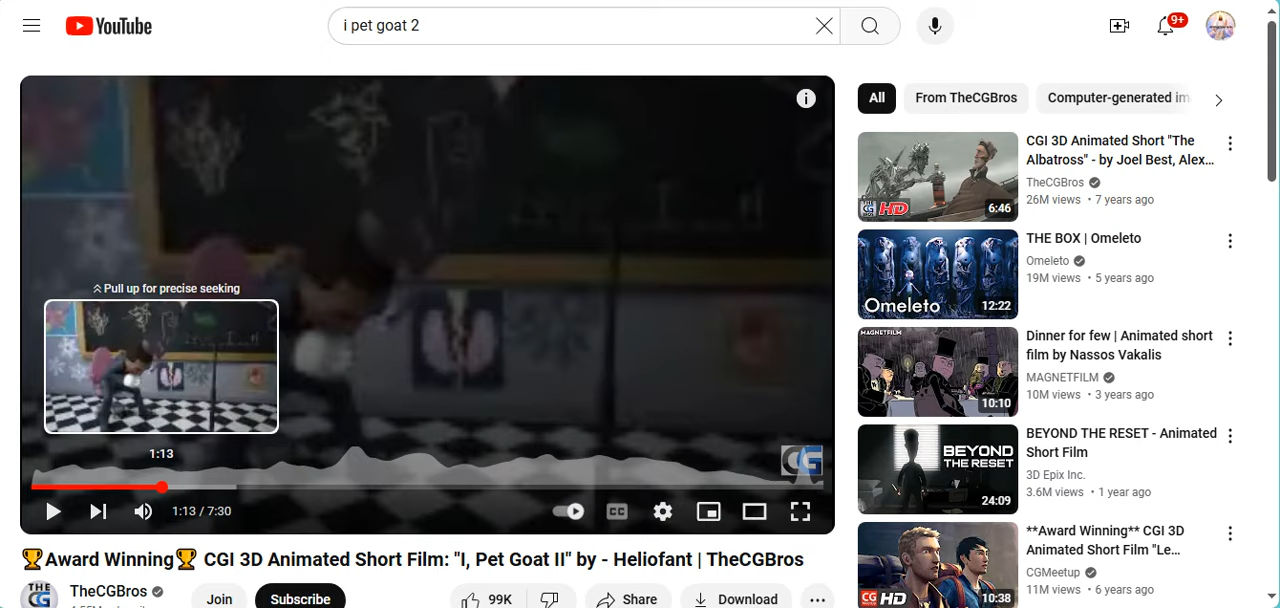 YouTube
i pet goat 2
9+
Pull up for precise seeking
1:13
CG
1:13 / 7:30
CC
🏆Award Winning🏆 CGI 3D Animated Short Film: "I, Pet Goat II" by - Heliofant | TheCGBros
THE CG
TheCGBros
Join
Subscribe
99K
Share
Download
All
From TheCGBros
Computer-generated im
CGI 3D Animated Short "The
Albatross" - by Joel Best, Alex...
TheCGBros
26M views • 7 years ago
CG HD
6:46
THE BOX | Omeleto
Omeleto
19M views • 5 years ago
Omeleto
12:22
Dinner for few | Animated short
film by Nassos Vakalis
MAGNETFILM
10M views • 3 years ago
MAGNETFILM
10:10
BEYOND THE RESET - Animated
Short Film
3D Epix Inc.
3.6M views • 1 year ago
BEYOND
THE RESET
24:09
**Award Winning** CGI 3D
Animated Short Film "Le...
CGMeetup
11M views • 6 years ago
CG HD
10:38